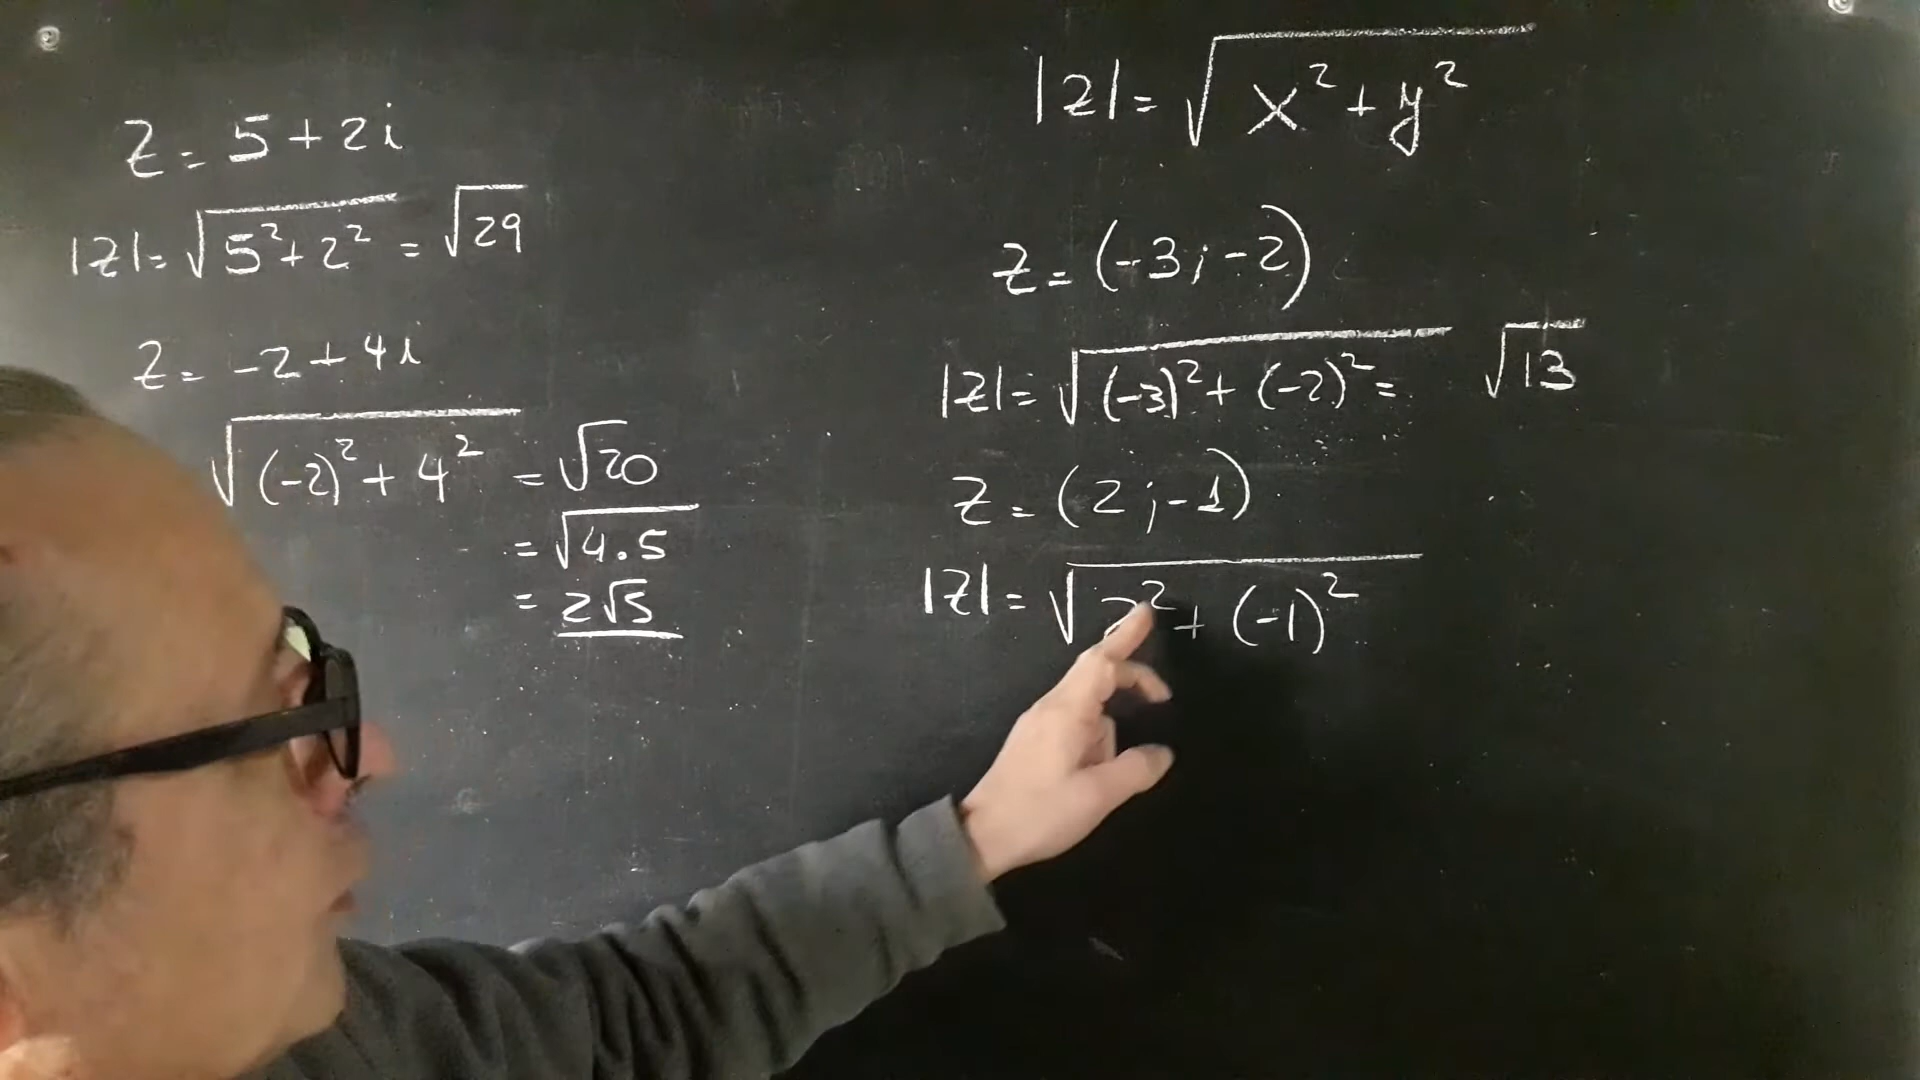 z = 5 + 2i
|z| = √(5² + 2²) = √29
z = -2 + 4i
√((-2)² + 4²) = √20
= √(4.5)
= 2√5
|z| = √(x² + y²)
z = (-3; -2)
|z| = √((-3)² + (-2)²) = √13
z = (2; -1)
|z| = √(2² + (-1)²)